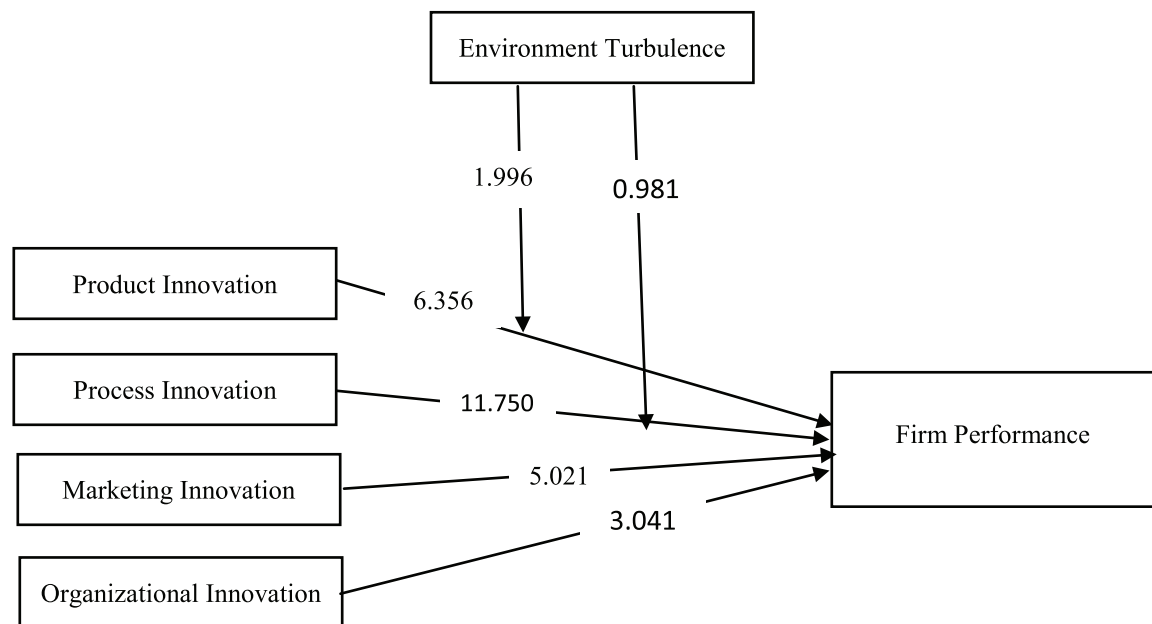 Environment Turbulence
1.996
0.981
Product Innovation
6.356
Process Innovation
11.750
Firm Performance
Marketing Innovation
5.021
3.041
Organizational Innovation